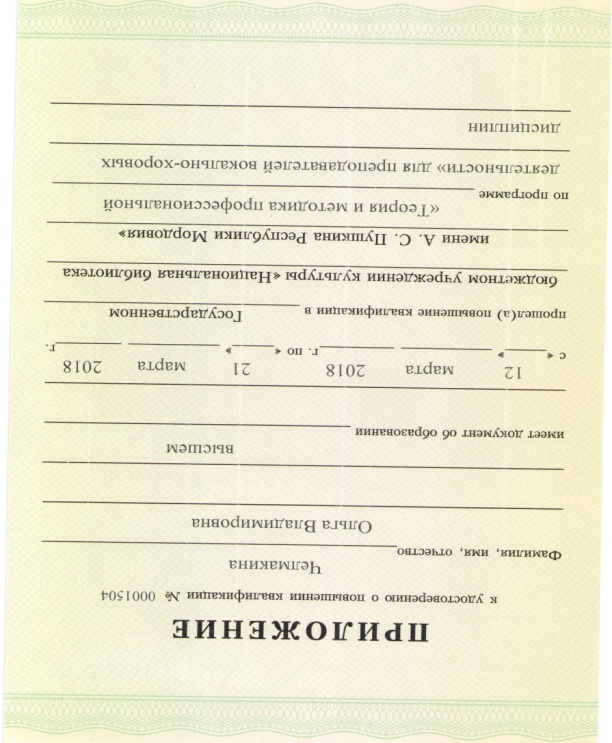 ПРИЛОЖЕНИЕ
к удостоверению о повышении квалификации № 0001504
Челмакина
Фамилия, имя, отчество
Ольга Владимировна
высшем
имеет документ об образовании
12 марта 2018 21 марта 2018
с « » г. по « » г.
прошел(а) повышение квалификации в Государственном
бюджетном учреждении культуры «Национальная библиотека
имени А. С. Пушкина Республики Мордовия»
«Теория и методика профессиональной
по программе
деятельности» для преподавателей вокально-хоровых
дисциплин